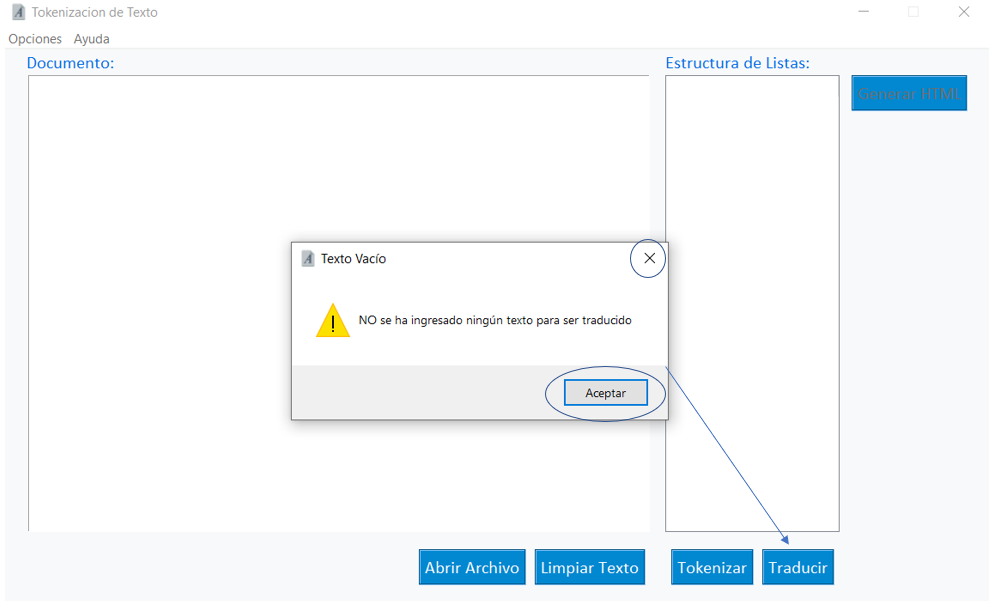 Tokenizacion de Texto
Opciones Ayuda
Documento:
Estructura de Listas:
Generar HTML
Texto Vacío
NO se ha ingresado ningún texto para ser traducido
Aceptar
Abrir Archivo
Limpiar Texto
Tokenizar
Traducir